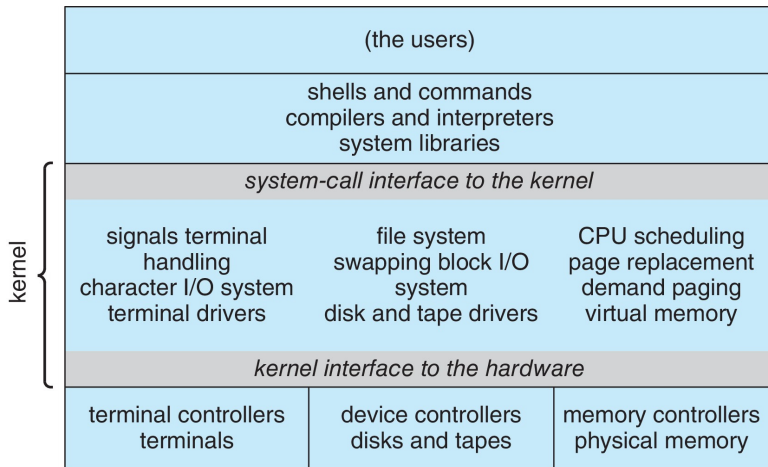 (the users)
shells and commands
compilers and interpreters
system libraries
kernel
system-call interface to the kernel
signals terminal
handling
character I/O system
terminal drivers
file system
swapping block I/O
system
disk and tape drivers
CPU scheduling
page replacement
demand paging
virtual memory
kernel interface to the hardware
terminal controllers
terminals
device controllers
disks and tapes
memory controllers
physical memory